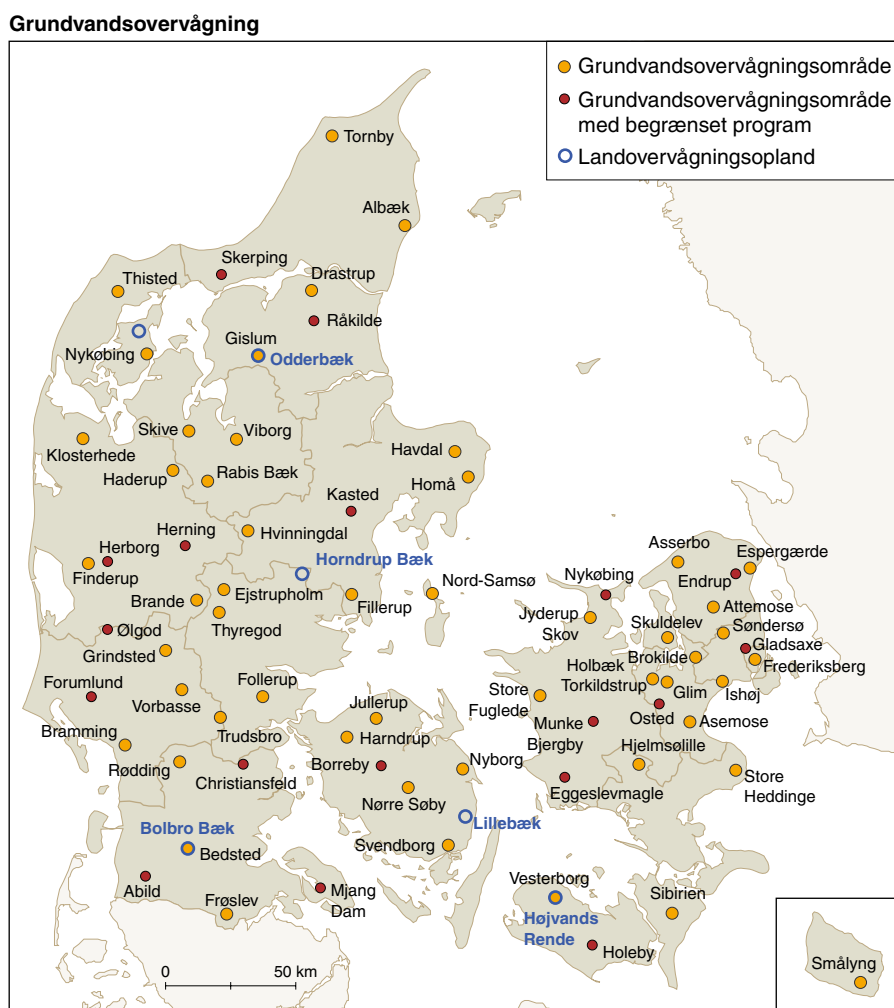 Grundvandsovervågning
Grundvandsovervågningsområde
Grundvandsovervågningsområde
med begrænset program
Landovervågningsopland
Tornby
Albæk
Skerping
Thisted
Drastrup
Råkilde
Gislum
Odderbæk
Nykøbing
Skive
Viborg
Klosterhede
Havdal
Haderup
Rabis Bæk
Homå
Kasted
Herning
Hvinningdal
Herborg
Finderup
Horndrup Bæk
Asserbo
Espergærde
Nord-Samsø
Nykøbing
Endrup
Brande
Ejstrupholm
Fillerup
Thyregod
Jyderup
Skov
Skuldelev
Attemose
Søndersø
Ølgod
Gladsaxe
Grindsted
Brokilde
Frederiksberg
Holbæk
Torkildstrup
Glim
Ishøj
Forumlund
Vorbasse
Follerup
Store
Fuglede
Jullerup
Osted
Asemose
Munke
Bjergby
Bramming
Trudsbro
Harndrup
Hjelmsølille
Rødding
Christiansfeld
Borreby
Nyborg
Store
Heddinge
Eggeslevmagle
Nørre Søby
Bolbro Bæk
Lillebæk
Bedsted
Svendborg
Abild
Mjang
Dam
Vesterborg
Sibirien
Frøslev
Højvands
Rende
Holeby
Smålyng
0
50 km